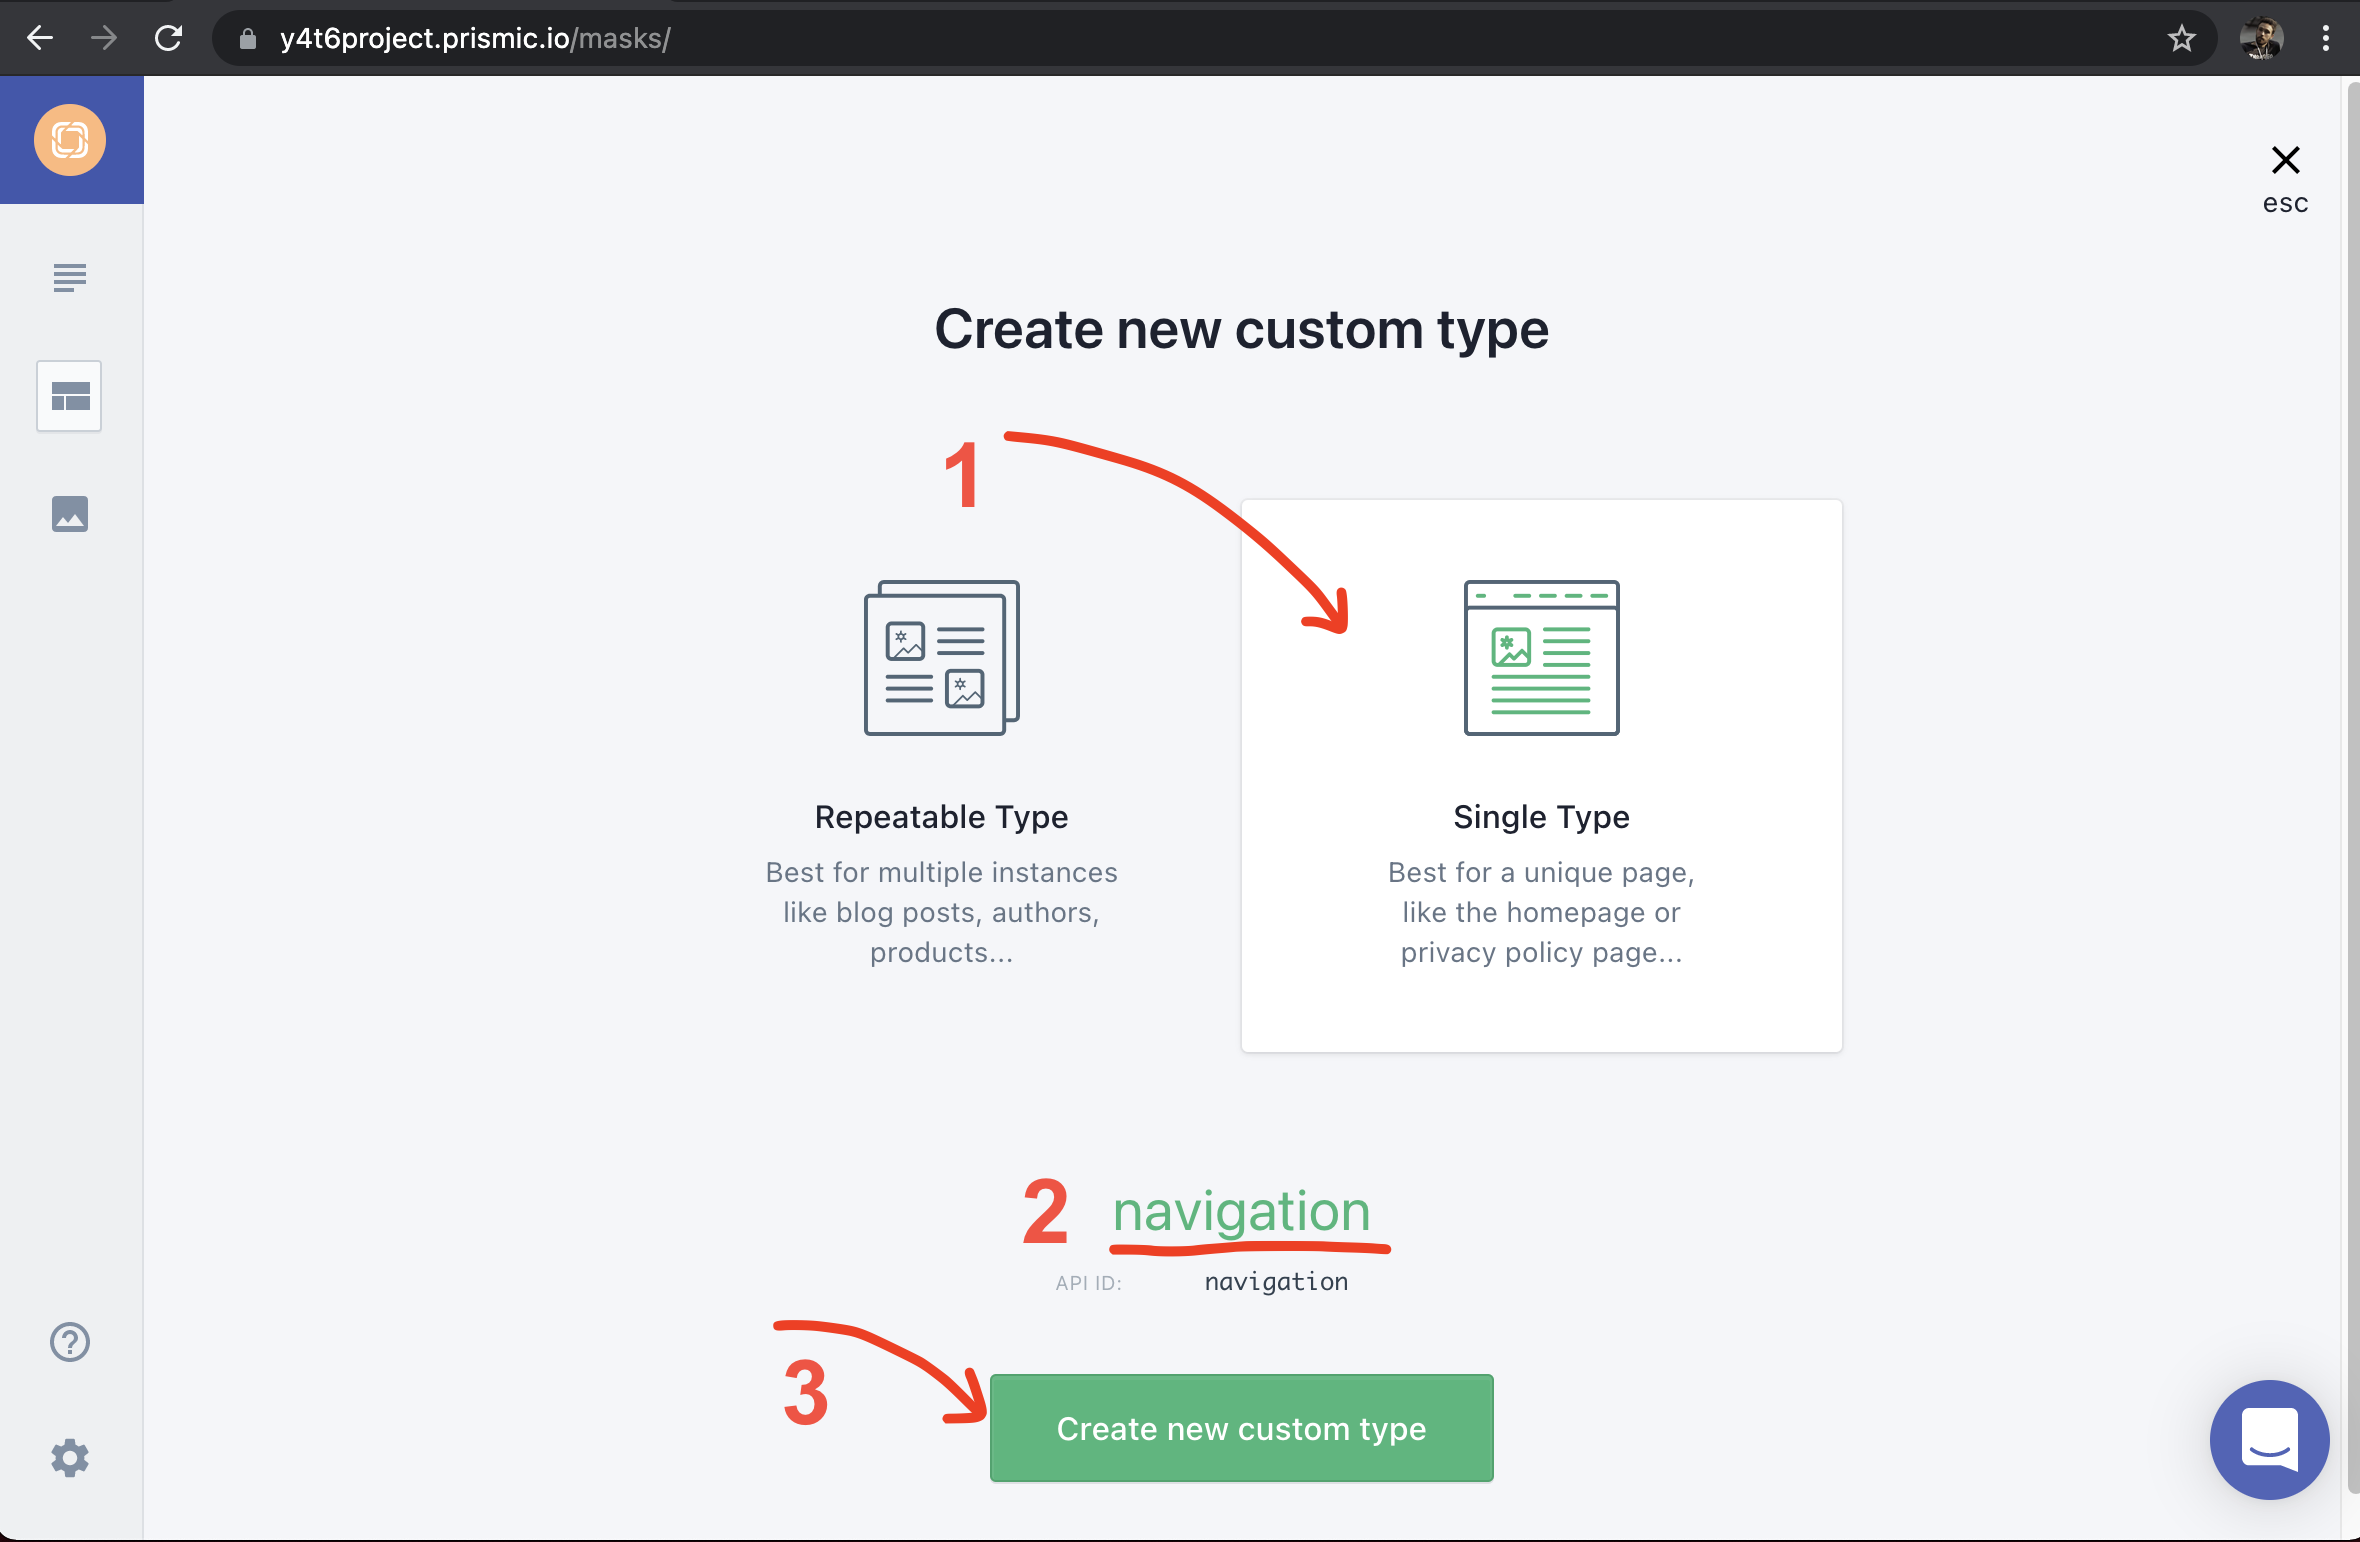 y4t6project.prismic.io/masks/
esc
Create new custom type
1
Repeatable Type
Best for multiple instances
like blog posts, authors,
products...
Single Type
Best for a unique page,
like the homepage or
privacy policy page...
2 navigation
API ID: navigation
3
Create new custom type